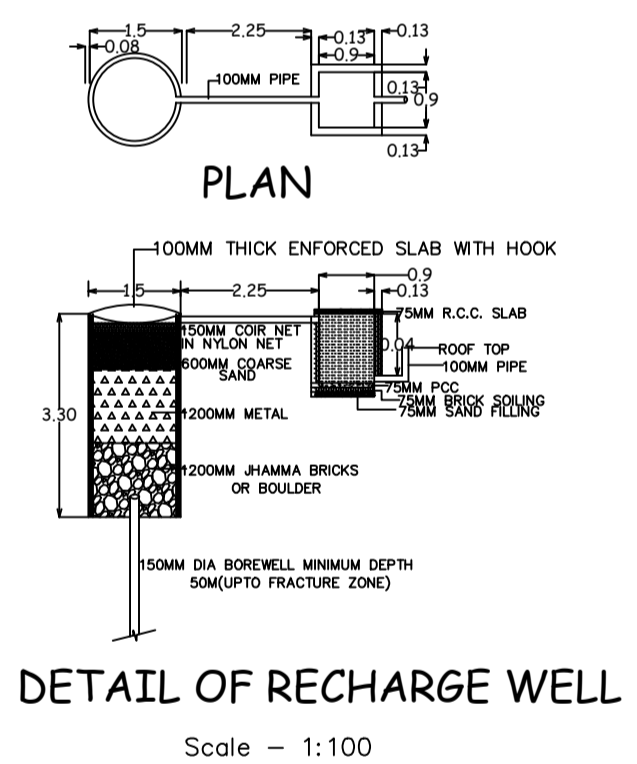 1.5
2.25
0.13
0.13
0.08
0.9
100MM PIPE
0.13
0.9
0.13
PLAN
100MM THICK ENFORCED SLAB WITH HOOK
1.5
2.25
0.9
0.13
75MM R.C.C. SLAB
150MM COIR NET
IN NYLON NET
0.04
ROOF TOP
600MM COARSE
SAND
100MM PIPE
75MM PCC
75MM BRICK SOILING
75MM SAND FILLING
3.30
1200MM METAL
1200MM JHAMMA BRICKS
OR BOULDER
150MM DIA BOREWELL MINIMUM DEPTH
50M(UPTO FRACTURE ZONE)
DETAIL OF RECHARGE WELL
Scale - 1:100